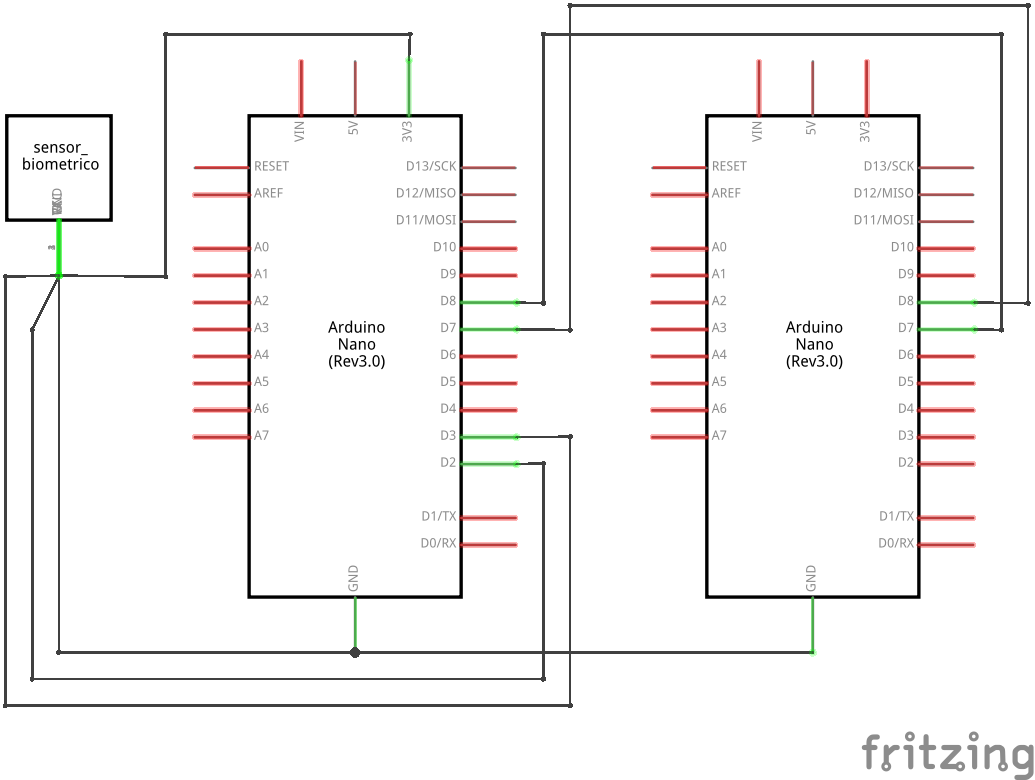 sensor_
biometrico
VIN
5V
3V3
RESET
AREF
A0
A1
A2
A3
A4
A5
A6
A7
D13/SCK
D12/MISO
D11/MOSI
D10
D9
D8
D7
D6
D5
D4
D3
D2
D1/TX
D0/RX
GND
Arduino
Nano
(Rev3.0)
VIN
5V
3V3
RESET
AREF
A0
A1
A2
A3
A4
A5
A6
A7
D13/SCK
D12/MISO
D11/MOSI
D10
D9
D8
D7
D6
D5
D4
D3
D2
D1/TX
D0/RX
GND
Arduino
Nano
(Rev3.0)
fritzing